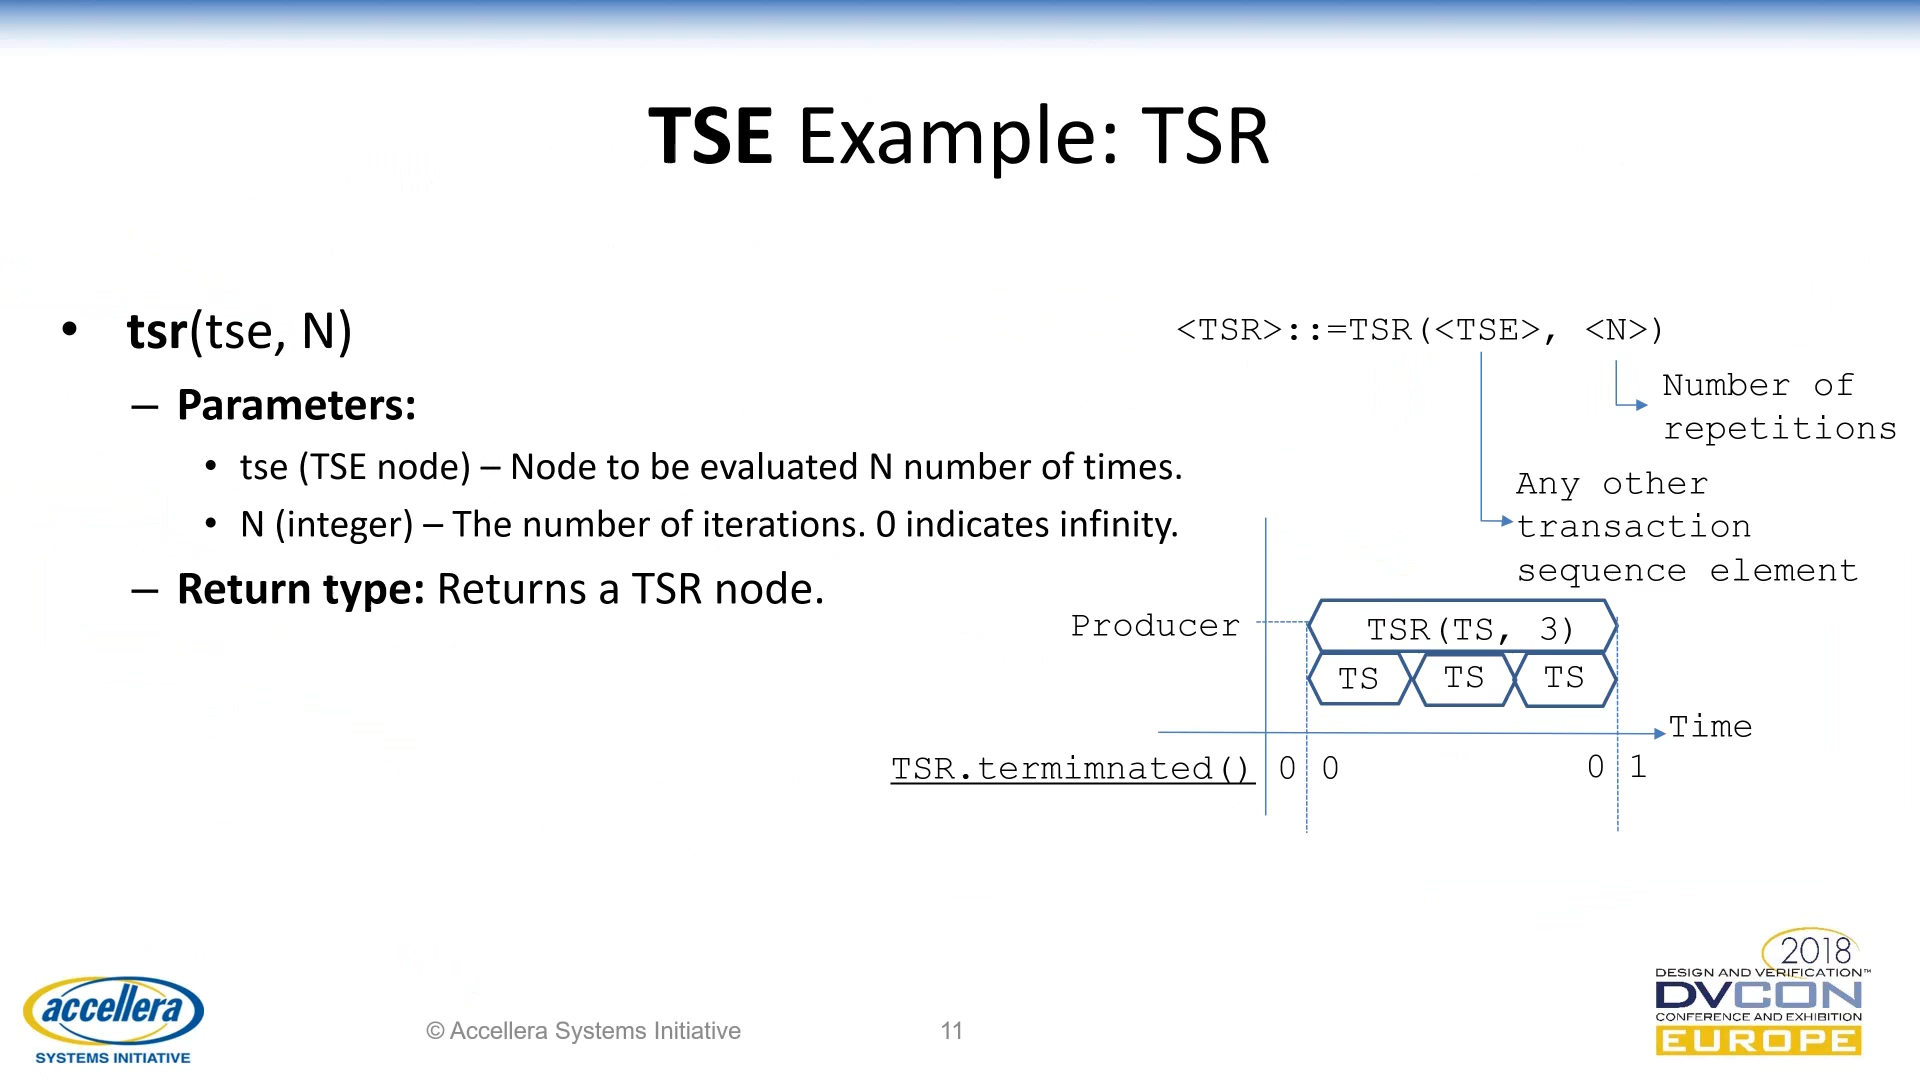 TSE Example: TSR
• tsr(tse, N)
– Parameters:
• tse (TSE node) – Node to be evaluated N number of times.
• N (integer) – The number of iterations. 0 indicates infinity.
– Return type: Returns a TSR node.
<TSR>::=TSR(<TSE>, <N>)
Number of
repetitions
Any other
transaction
sequence element
Producer
TSR(TS, 3)
TS TS TS
Time
TSR.termimnated() 0 0 0 1
accellera
SYSTEMS INITIATIVE
© Accellera Systems Initiative
11
2018
DESIGN AND VERIFICATION™
DVCON
CONFERENCE AND EXHIBITION
EUROPE